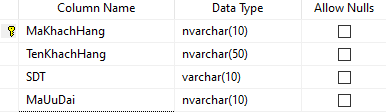 Column Name Data Type Allow Nulls
MaKhachHang nvarchar(10)
TenKhachHang nvarchar(50)
SDT varchar(10)
MaUuDai nvarchar(10)